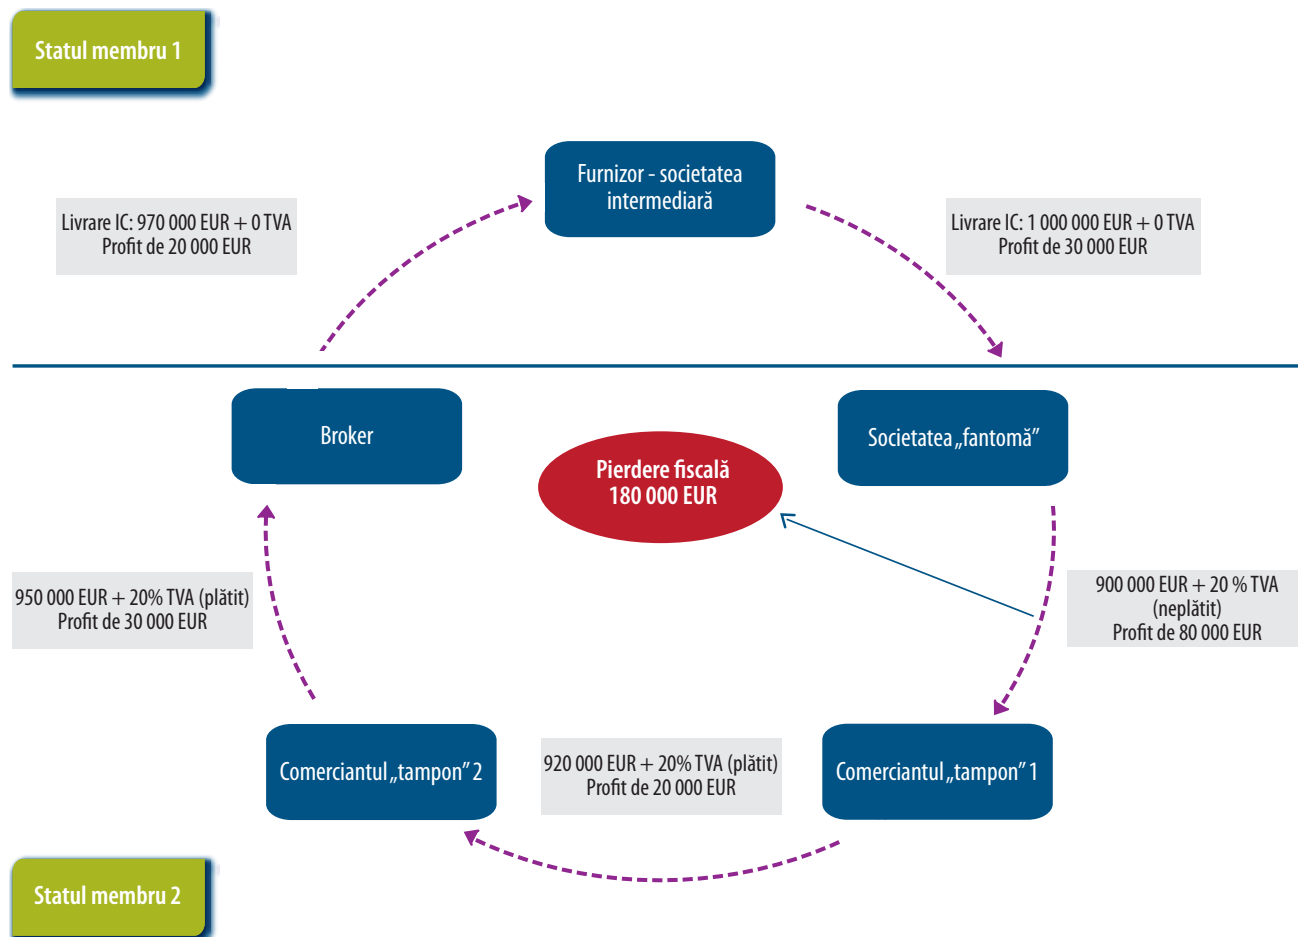 Statul membru 1
Furnizor - societatea
intermediară
Livrare IC: 970 000 EUR + 0 TVA
Profit de 20 000 EUR
Livrare IC: 1 000 000 EUR + 0 TVA
Profit de 30 000 EUR
Broker
Pierdere fiscală
180 000 EUR
Societatea „fantomă”
950 000 EUR + 20% TVA (plătit)
Profit de 30 000 EUR
900 000 EUR + 20 % TVA
(neplătit)
Profit de 80 000 EUR
Comerciantul „tampon” 2
920 000 EUR + 20% TVA (plătit)
Profit de 20 000 EUR
Comerciantul „tampon” 1
Statul membru 2